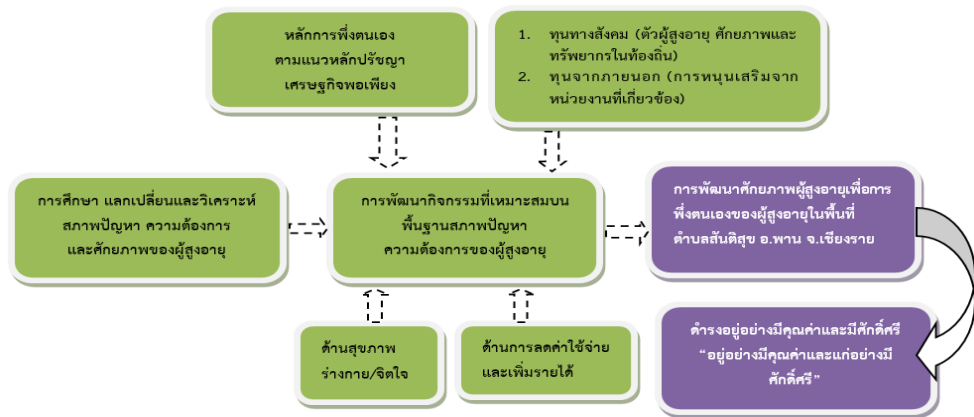 หลักการพึ่งตนเอง
ตามแนวหลักปรัชญา
เศรษฐกิจพอเพียง
1. ทุนทางสังคม (ตัวผู้สูงอายุ ศักยภาพและ
ทรัพยากรในท้องถิ่น)
2. ทุนจากภายนอก (การหนุนเสริมจาก
หน่วยงานที่เกี่ยวข้อง)
การศึกษา แลกเปลี่ยนและวิเคราะห์
สภาพปัญหา ความต้องการ
และศักยภาพของผู้สูงอายุ
การพัฒนากิจกรรมที่เหมาะสมบน
พื้นฐานสภาพปัญหา
ความต้องการของผู้สูงอายุ
การพัฒนาศักยภาพผู้สูงอายุเพื่อการ
พึ่งตนเองของผู้สูงอายุในพื้นที่
ตำบลสันติสุข อ.พาน จ.เชียงราย
ด้านสุขภาพ
ร่างกาย/จิตใจ
ด้านการลดค่าใช้จ่าย
และเพิ่มรายได้
ดำรงอยู่อย่างมีคุณค่าและมีศักดิ์ศรี
“อยู่อย่างมีคุณค่าและแก่อย่างมี
ศักดิ์ศรี”